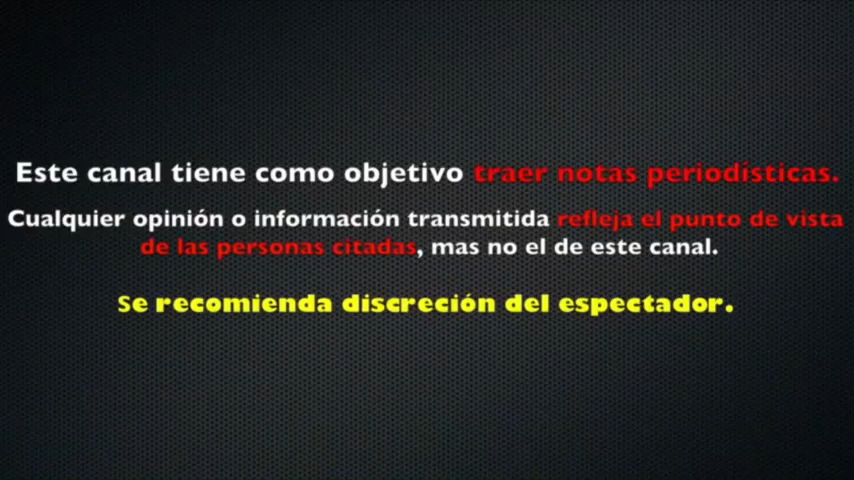 Este canal tiene como objetivo traer notas periodísticas.
Cualquier opinión o información transmitida refleja el punto de vista
de las personas citadas, mas no el de este canal.
Se recomienda discreción del espectador.